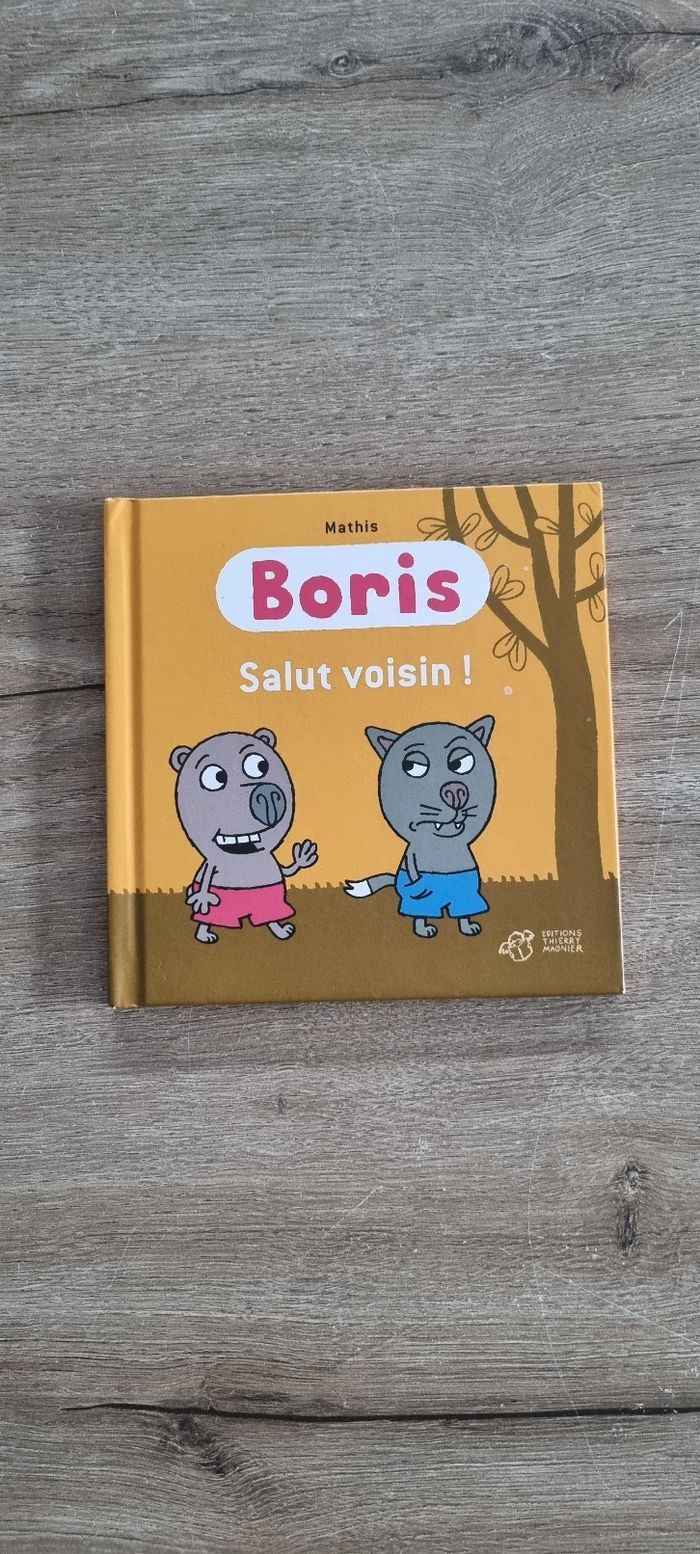 Mathis
Boris
Salut voisin !
EDITIONS
THIERRY
MAGNIER